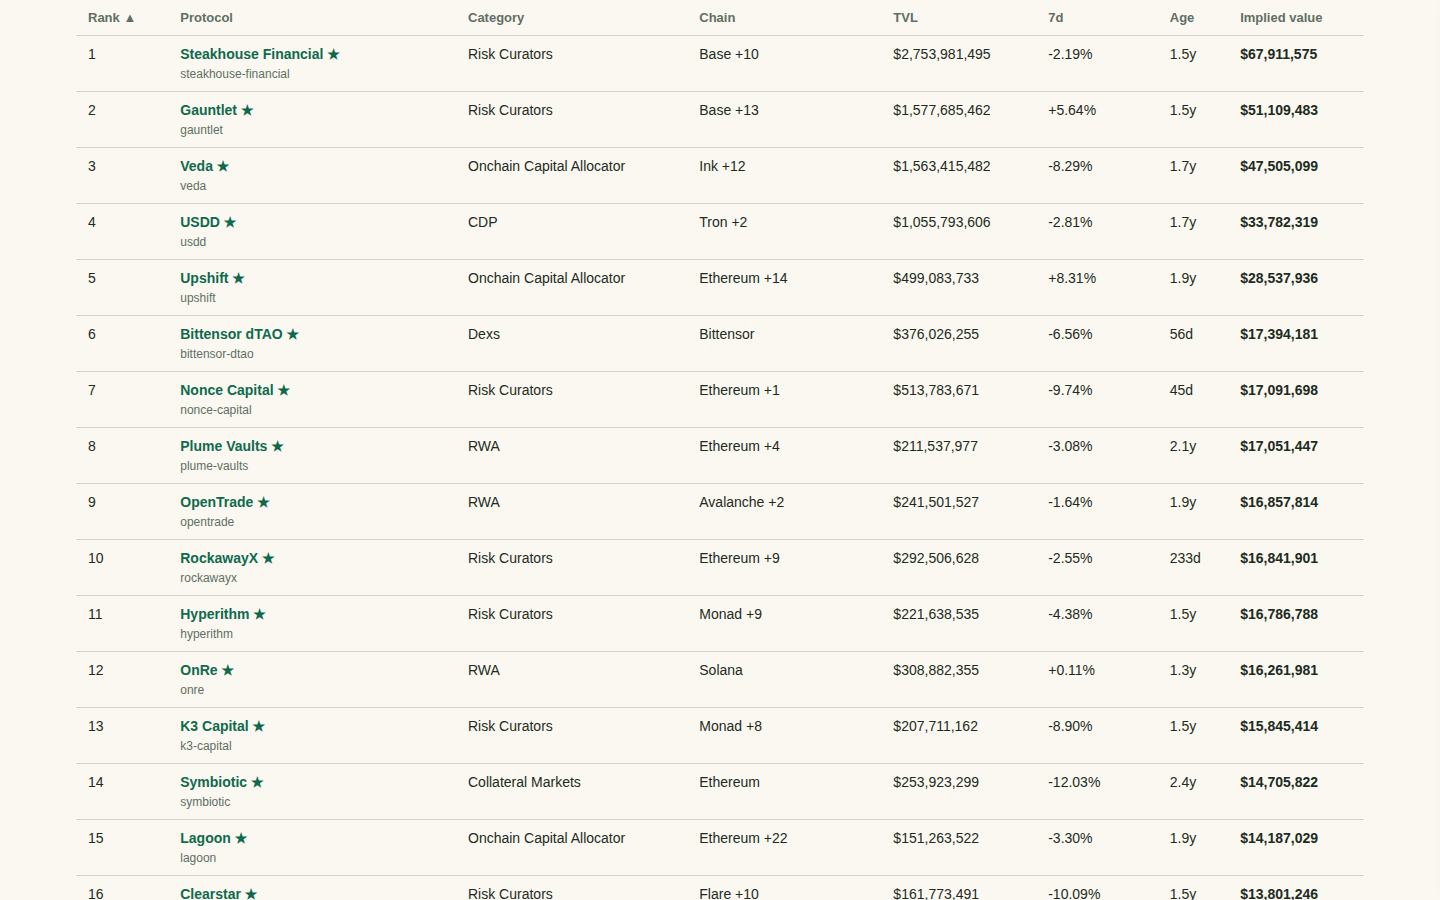 Rank ▲ Protocol Category Chain TVL 7d Age Implied value
1 Steakhouse Financial ★ Risk Curators Base +10 $2,753,981,495 -2.19% 1.5y $67,911,575
steakhouse-financial
2 Gauntlet ★ Risk Curators Base +13 $1,577,685,462 +5.64% 1.5y $51,109,483
gauntlet
3 Veda ★ Onchain Capital Allocator Ink +12 $1,563,415,482 -8.29% 1.7y $47,505,099
veda
4 USDD ★ CDP Tron +2 $1,055,793,606 -2.81% 1.7y $33,782,319
usdd
5 Upshift ★ Onchain Capital Allocator Ethereum +14 $499,083,733 +8.31% 1.9y $28,537,936
upshift
6 Bittensor dTAO ★ Dexs Bittensor $376,026,255 -6.56% 56d $17,394,181
bittensor-dtao
7 Nonce Capital ★ Risk Curators Ethereum +1 $513,783,671 -9.74% 45d $17,091,698
nonce-capital
8 Plume Vaults ★ RWA Ethereum +4 $211,537,977 -3.08% 2.1y $17,051,447
plume-vaults
9 OpenTrade ★ RWA Avalanche +2 $241,501,527 -1.64% 1.9y $16,857,814
opentrade
10 RockawayX ★ Risk Curators Ethereum +9 $292,506,628 -2.55% 233d $16,841,901
rockawayx
11 Hyperithm ★ Risk Curators Monad +9 $221,638,535 -4.38% 1.5y $16,786,788
hyperithm
12 OnRe ★ RWA Solana $308,882,355 +0.11% 1.3y $16,261,981
onre
13 K3 Capital ★ Risk Curators Monad +8 $207,711,162 -8.90% 1.5y $15,845,414
k3-capital
14 Symbiotic ★ Collateral Markets Ethereum $253,923,299 -12.03% 2.4y $14,705,822
symbiotic
15 Lagoon ★ Onchain Capital Allocator Ethereum +22 $151,263,522 -3.30% 1.9y $14,187,029
lagoon
16 Clearstar ★ Risk Curators Flare +10 $161,773,491 -10.09% 1.5y $13,801,246